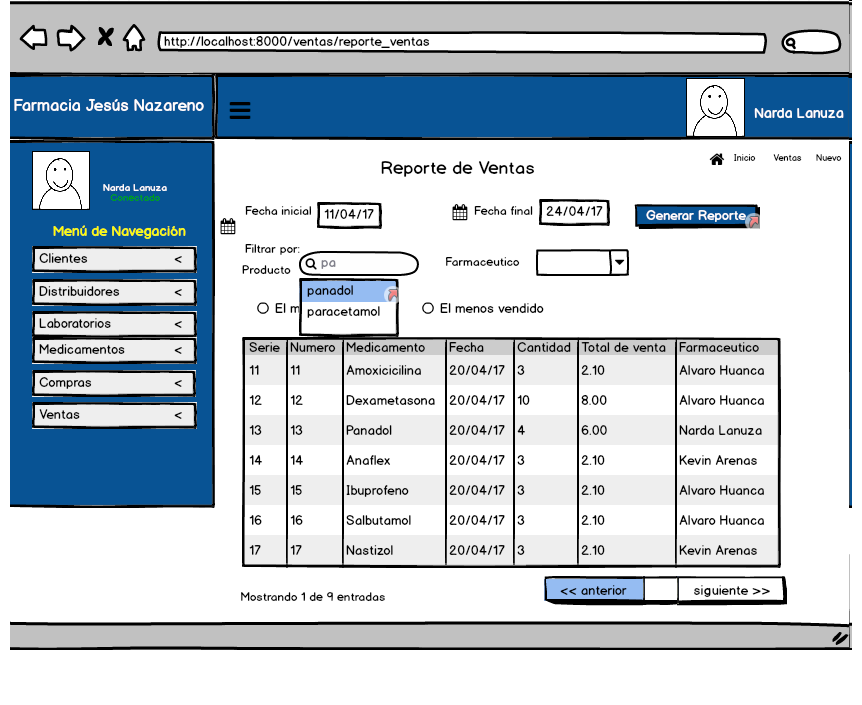 http://localhost:8000/ventas/reporte_ventas
Farmacia Jesús Nazareno
Narda Lanuza
Inicio Ventas Nuevo
Narda Lanuza
Conectado
Menú de Navegación
Clientes <
Distribuidores <
Laboratorios <
Medicamentos <
Compras <
Ventas <
Reporte de Ventas
Fecha inicial 11/04/17 Fecha final 24/04/17 Generar Reporte
Filtrar por:
Producto pa Farmaceutico
panadol
paracetamol
El m El menos vendido
Serie Numero Medicamento Fecha Cantidad Total de venta Farmaceutico
11 11 Amoxicicilina 20/04/17 3 2.10 Alvaro Huanca
12 12 Dexametasona 20/04/17 10 8.00 Alvaro Huanca
13 13 Panadol 20/04/17 4 6.00 Narda Lanuza
14 14 Anaflex 20/04/17 3 2.10 Kevin Arenas
15 15 Ibuprofeno 20/04/17 3 2.10 Alvaro Huanca
16 16 Salbutamol 20/04/17 3 2.10 Alvaro Huanca
17 17 Nastizol 20/04/17 3 2.10 Kevin Arenas
Mostrando 1 de 9 entradas
<< anterior siguiente >>